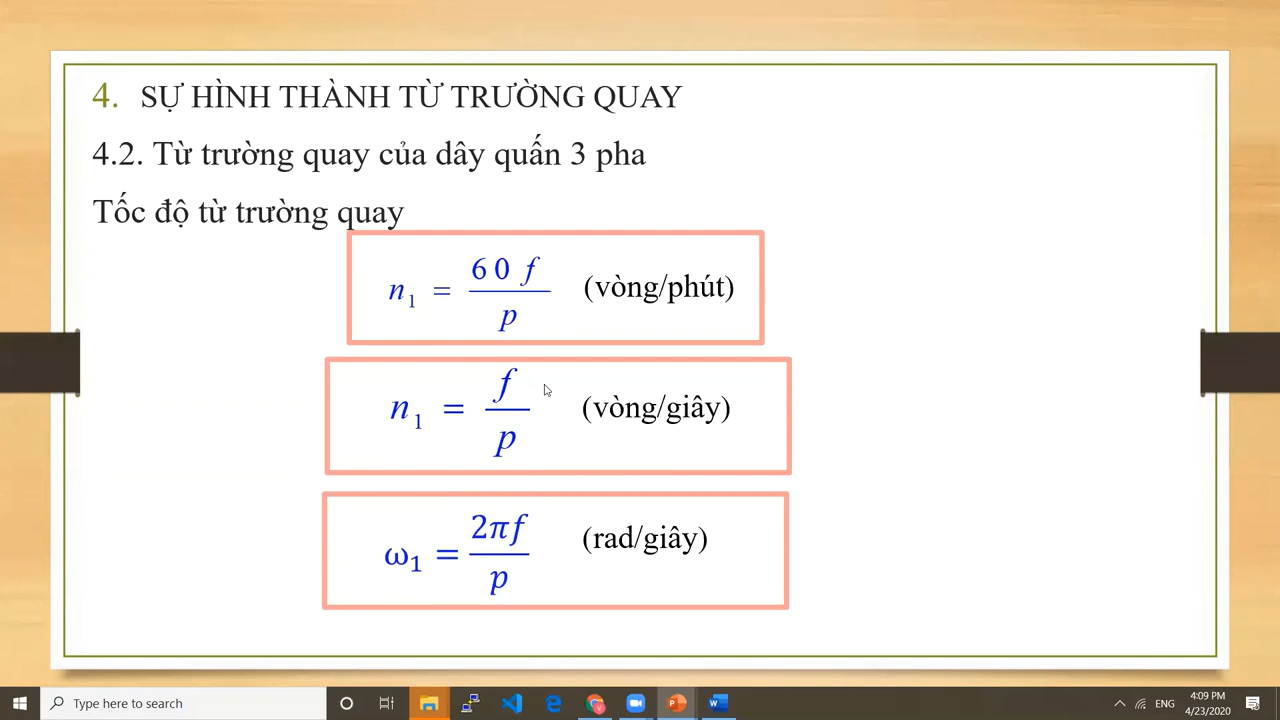 4. SỰ HÌNH THÀNH TỪ TRƯỜNG QUAY
4.2. Từ trường quay của dây quấn 3 pha
Tốc độ từ trường quay
n₁ = 60 f / p (vòng/phút)
n₁ = f / p (vòng/giây)
ω₁ = 2πf / p (rad/giây)
Type here to search
ENG
4:09 PM
4/23/2020